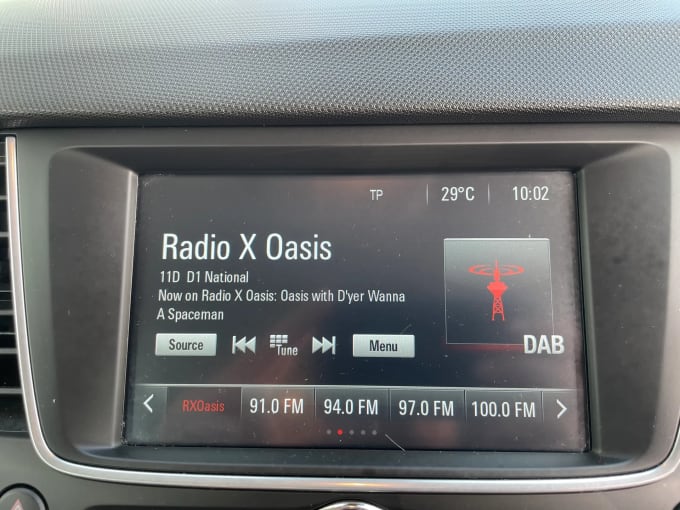 TP 29°C 10:02
Radio X Oasis
11D D1 National
Now on Radio X Oasis: Oasis with D'yer Wanna
A Spaceman
DAB
Source Tune Menu
RXOasis 91.0 FM 94.0 FM 97.0 FM 100.0 FM